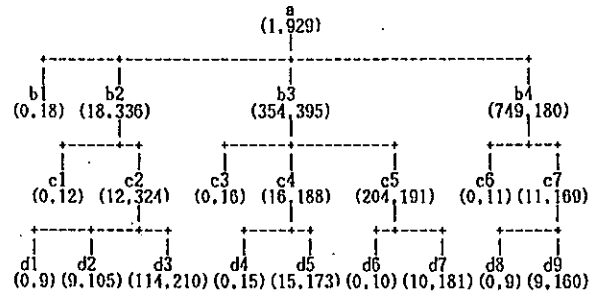 a
(1,929)
b b2 b3 b4
(0,18) (18,336) (354,395) (749,180)
c1 c2 c3 c4 c5 c6 c7
(0,12) (12,324) (0,16) (16,188) (204,191) (0,11) (11,169)
d1 d2 d3 d4 d5 d6 d7 d8 d9
(0,9) (9,105) (114,210) (0,15) (15,173) (0,10) (10,181) (0,9) (9,160)